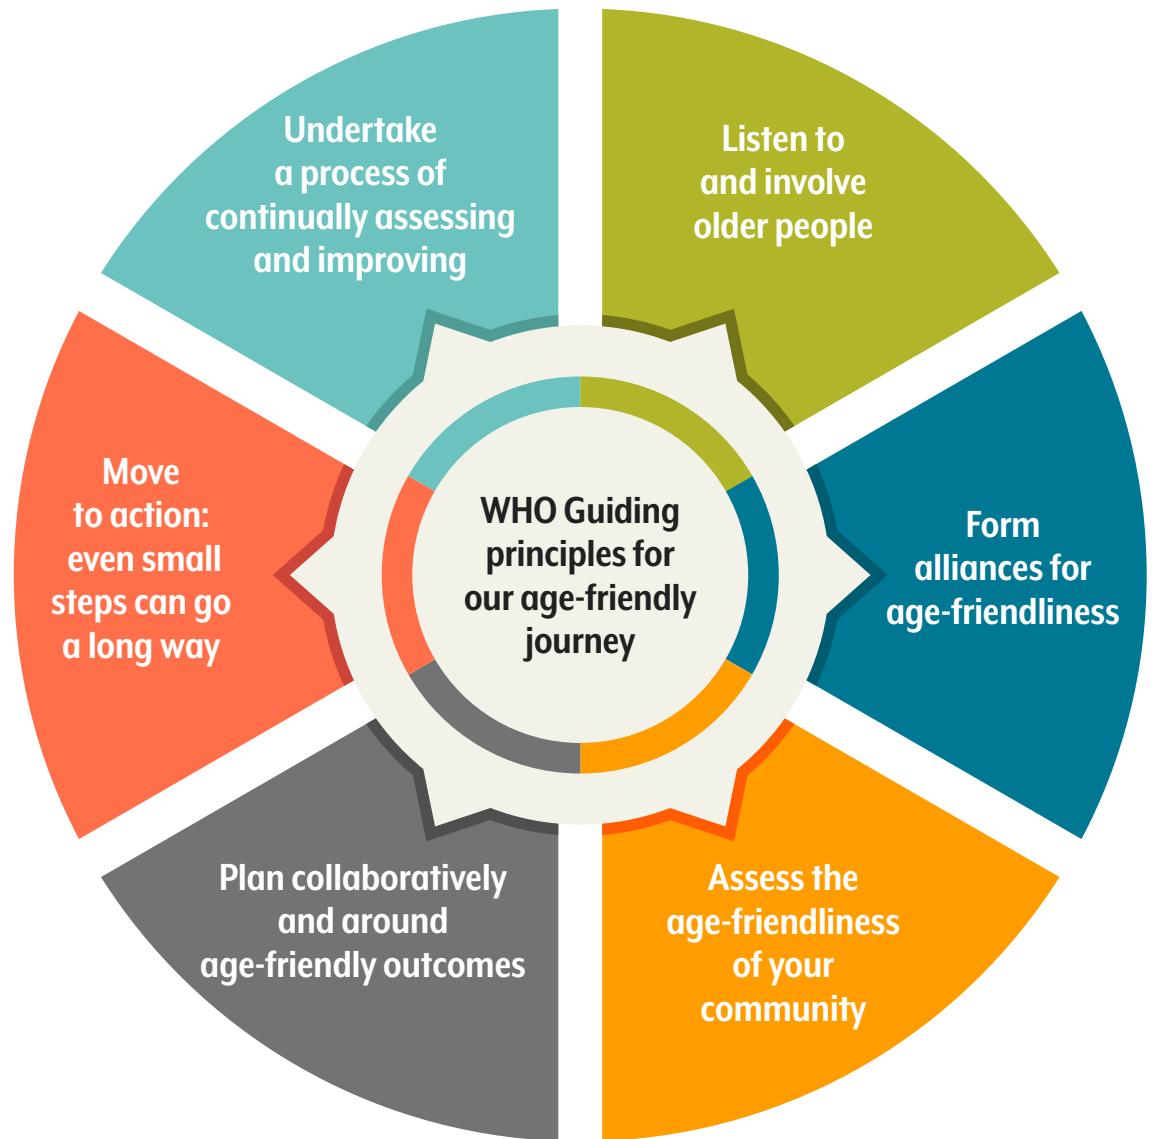 WHO Guiding
principles for
our age-friendly
journey
Listen to
and involve
older people
Form
alliances for
age-friendliness
Assess the
age-friendliness
of your
community
Plan collaboratively
and around
age-friendly outcomes
Move
to action:
even small
steps can go
a long way
Undertake
a process of
continually assessing
and improving